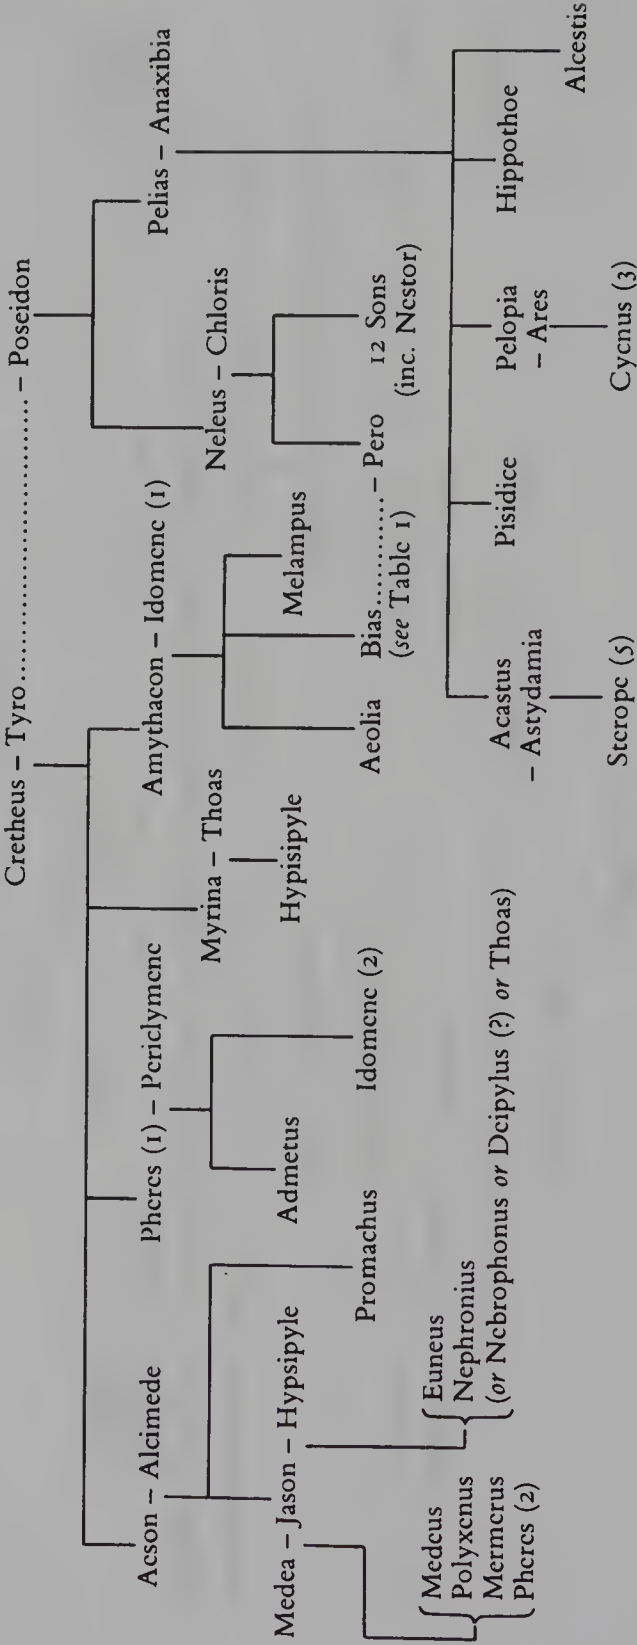 Cretheus – Tyro.............................. – Poseidon
Aeson – Alcimede
Pheres (1) – Periclymene
Myrina – Thoas
Amythaon – Idomene (1)
Neleus – Chloris
Pelias – Anaxibia
Medea – Jason – Hypsipyle
Promachus
Admetus
Idomene (2)
Hypisipyle
Aeolia
Bias............ – Pero
(see Table 1)
Melampus
12 Sons
(inc. Nestor)
Medeus
Polyxenus
Mermerus
Pheres (2)
Euneus
Nephronius
(or Nebrophonus or Deipylus (?) or Thoas)
Acastus
– Astydamia
Pisidice
Pelopia
– Ares
Hippothoe
Alcestis
Sterope (5)
Cycnus (3)